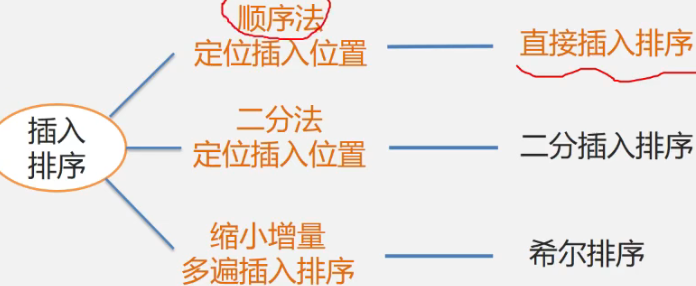 顺序法
定位插入位置
直接插入排序
插入
排序
二分法
定位插入位置
二分插入排序
缩小增量
多遍插入排序
希尔排序